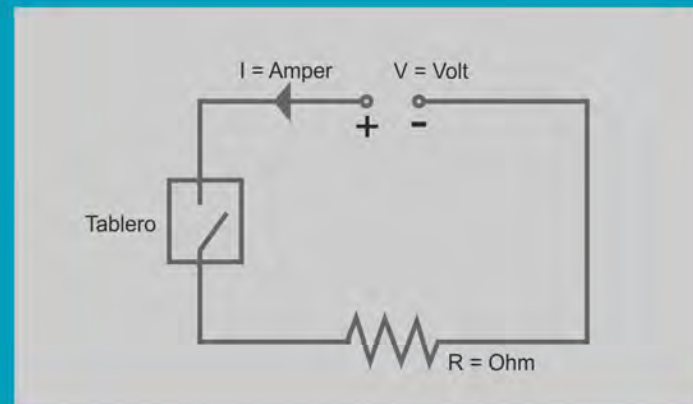 I = Amper
V = Volt
+ -
Tablero
R = Ohm